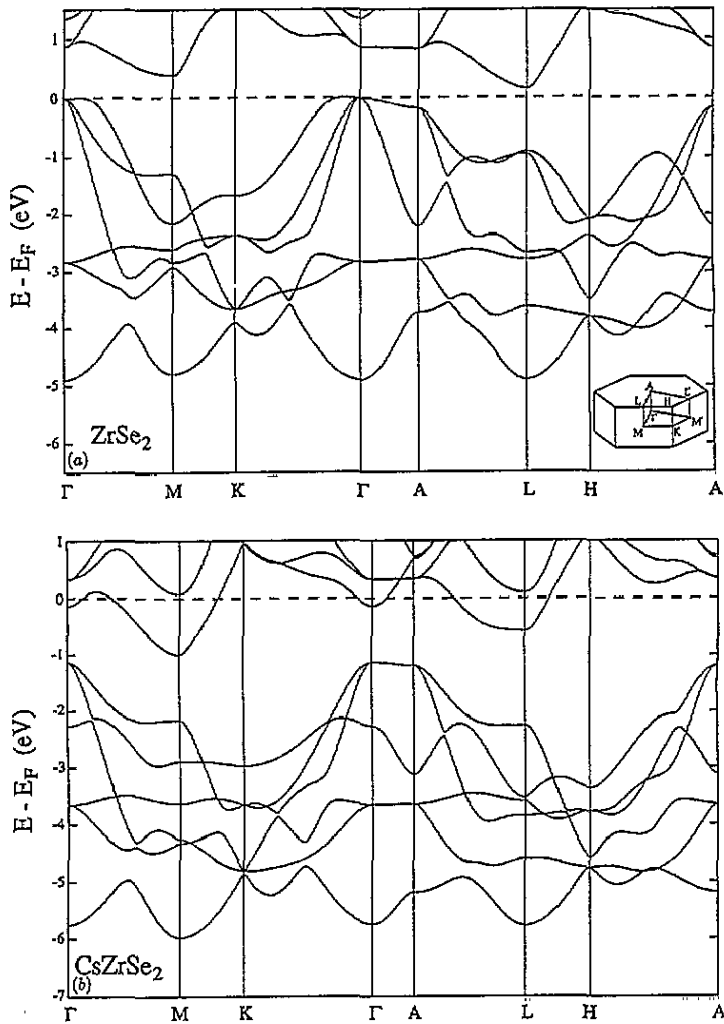 1
0
-1
-2
-3
-4
-5
-6
E - E_F (eV)
ZrSe₂
(a)
A
L H L'
Γ
M K M'
Γ M K Γ A L H A
1
0
-1
-2
-3
-4
-5
-6
-7
E - E_F (eV)
CsZrSe₂
(b)
Γ M K Γ A L H A